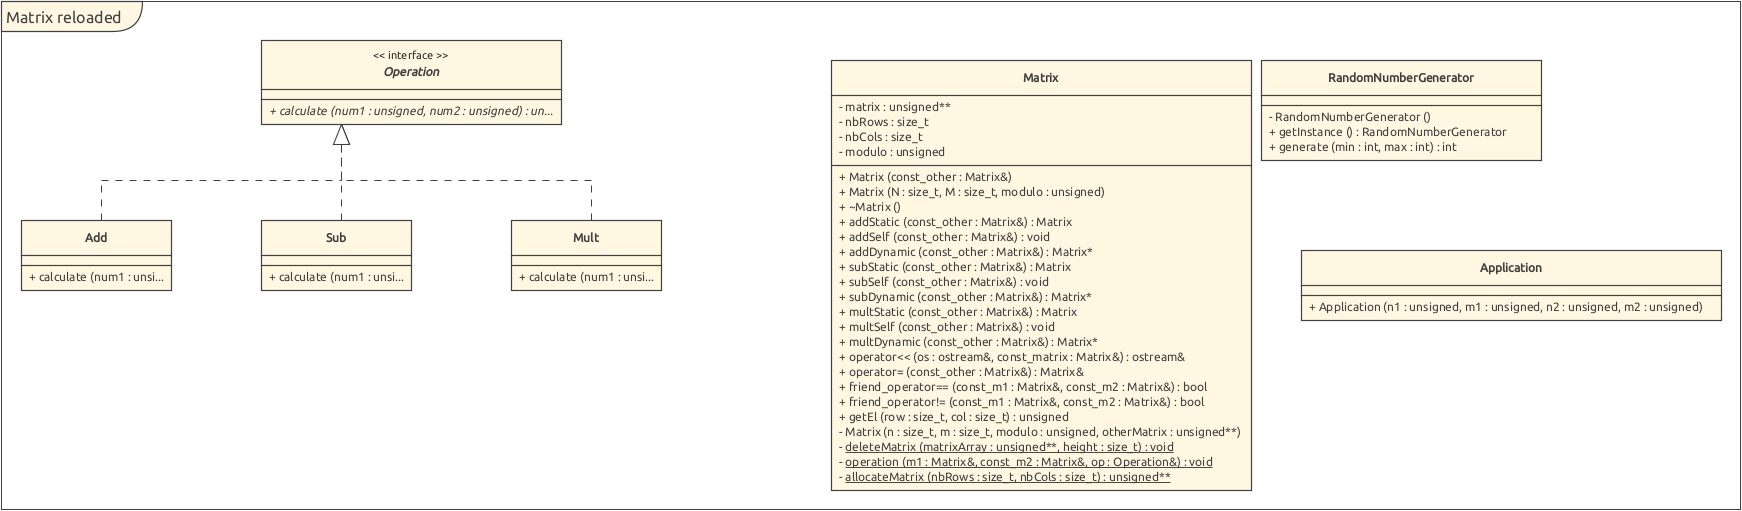 Matrix reloaded
<< interface >>
Operation
+ calculate (num1 : unsigned, num2 : unsigned) : un...
Add
+ calculate (num1 : unsi...
Sub
+ calculate (num1 : unsi...
Mult
+ calculate (num1 : unsi...
Matrix
- matrix : unsigned**
- nbRows : size_t
- nbCols : size_t
- modulo : unsigned
+ Matrix (const_other : Matrix&)
+ Matrix (N : size_t, M : size_t, modulo : unsigned)
+ ~Matrix ()
+ addStatic (const_other : Matrix&) : Matrix
+ addSelf (const_other : Matrix&) : void
+ addDynamic (const_other : Matrix&) : Matrix*
+ subStatic (const_other : Matrix&) : Matrix
+ subSelf (const_other : Matrix&) : void
+ subDynamic (const_other : Matrix&) : Matrix*
+ multStatic (const_other : Matrix&) : Matrix
+ multSelf (const_other : Matrix&) : void
+ multDynamic (const_other : Matrix&) : Matrix*
+ operator<< (os : ostream&, const_matrix : Matrix&) : ostream&
+ operator= (const_other : Matrix&) : Matrix&
+ friend_operator== (const_m1 : Matrix&, const_m2 : Matrix&) : bool
+ friend_operator!= (const_m1 : Matrix&, const_m2 : Matrix&) : bool
+ getEl (row : size_t, col : size_t) : unsigned
- Matrix (n : size_t, m : size_t, modulo : unsigned, otherMatrix : unsigned**)
- deleteMatrix (matrixArray : unsigned**, height : size_t) : void
- operation (m1 : Matrix&, const_m2 : Matrix&, op : Operation&) : void
- allocateMatrix (nbRows : size_t, nbCols : size_t) : unsigned**
RandomNumberGenerator
- RandomNumberGenerator ()
+ getInstance () : RandomNumberGenerator
+ generate (min : int, max : int) : int
Application
+ Application (n1 : unsigned, m1 : unsigned, n2 : unsigned, m2 : unsigned)